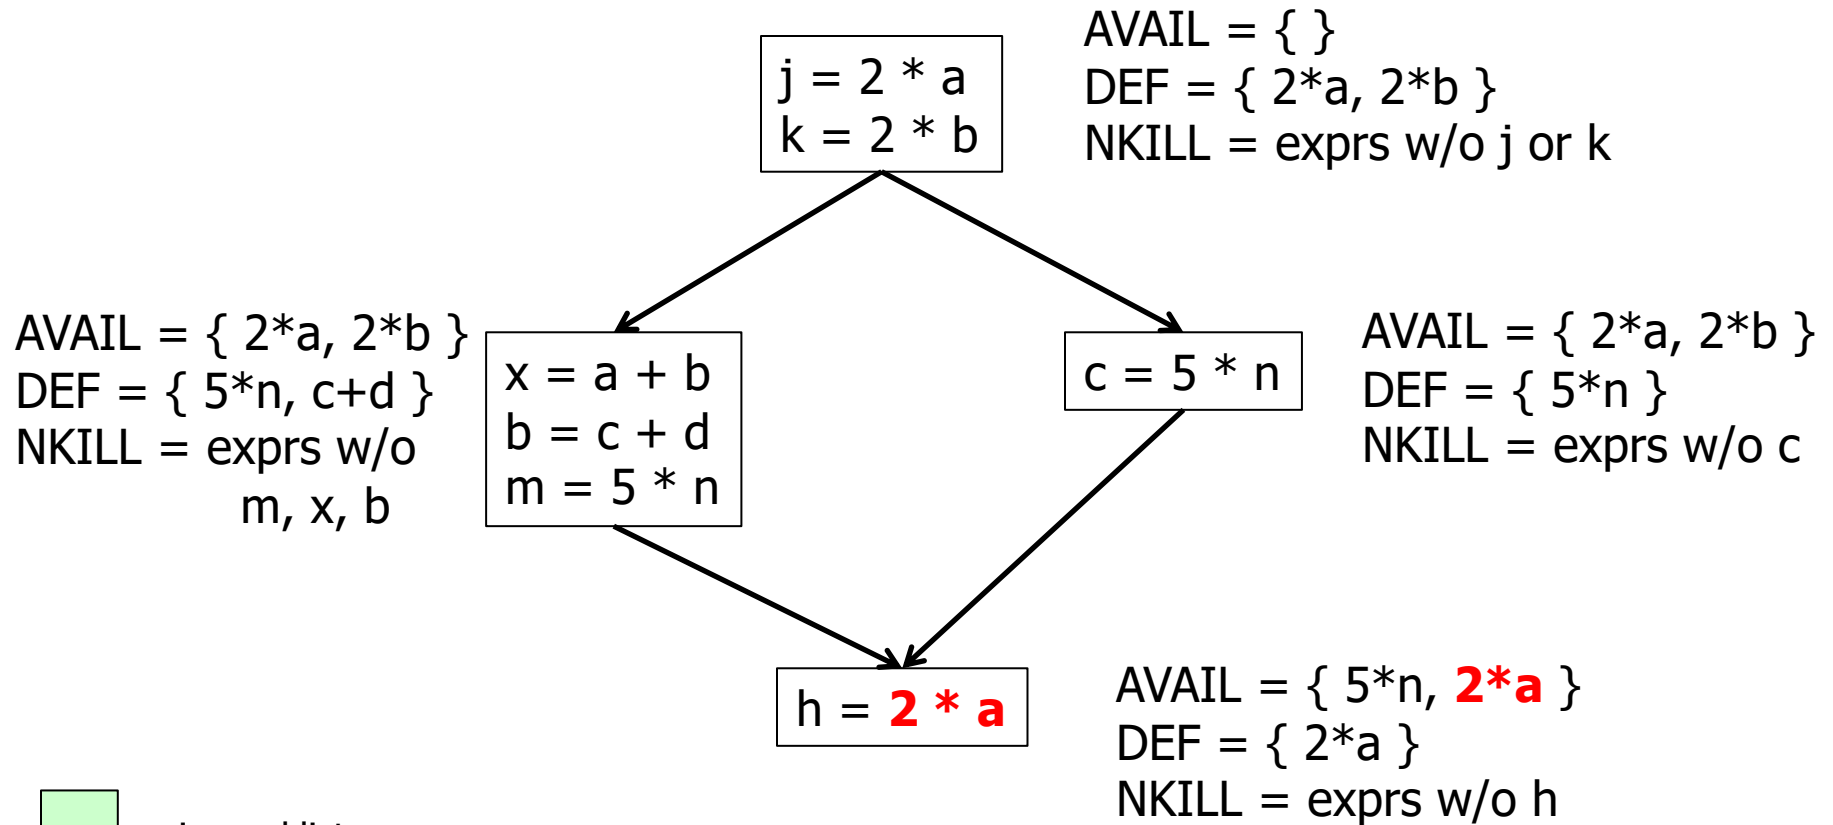 j = 2 * a
k = 2 * b
AVAIL = { }
DEF = { 2*a, 2*b }
NKILL = exprs w/o j or k
AVAIL = { 2*a, 2*b }
DEF = { 5*n, c+d }
NKILL = exprs w/o
m, x, b
x = a + b
b = c + d
m = 5 * n
c = 5 * n
AVAIL = { 2*a, 2*b }
DEF = { 5*n }
NKILL = exprs w/o c
h = 2 * a
AVAIL = { 5*n, 2*a }
DEF = { 2*a }
NKILL = exprs w/o h